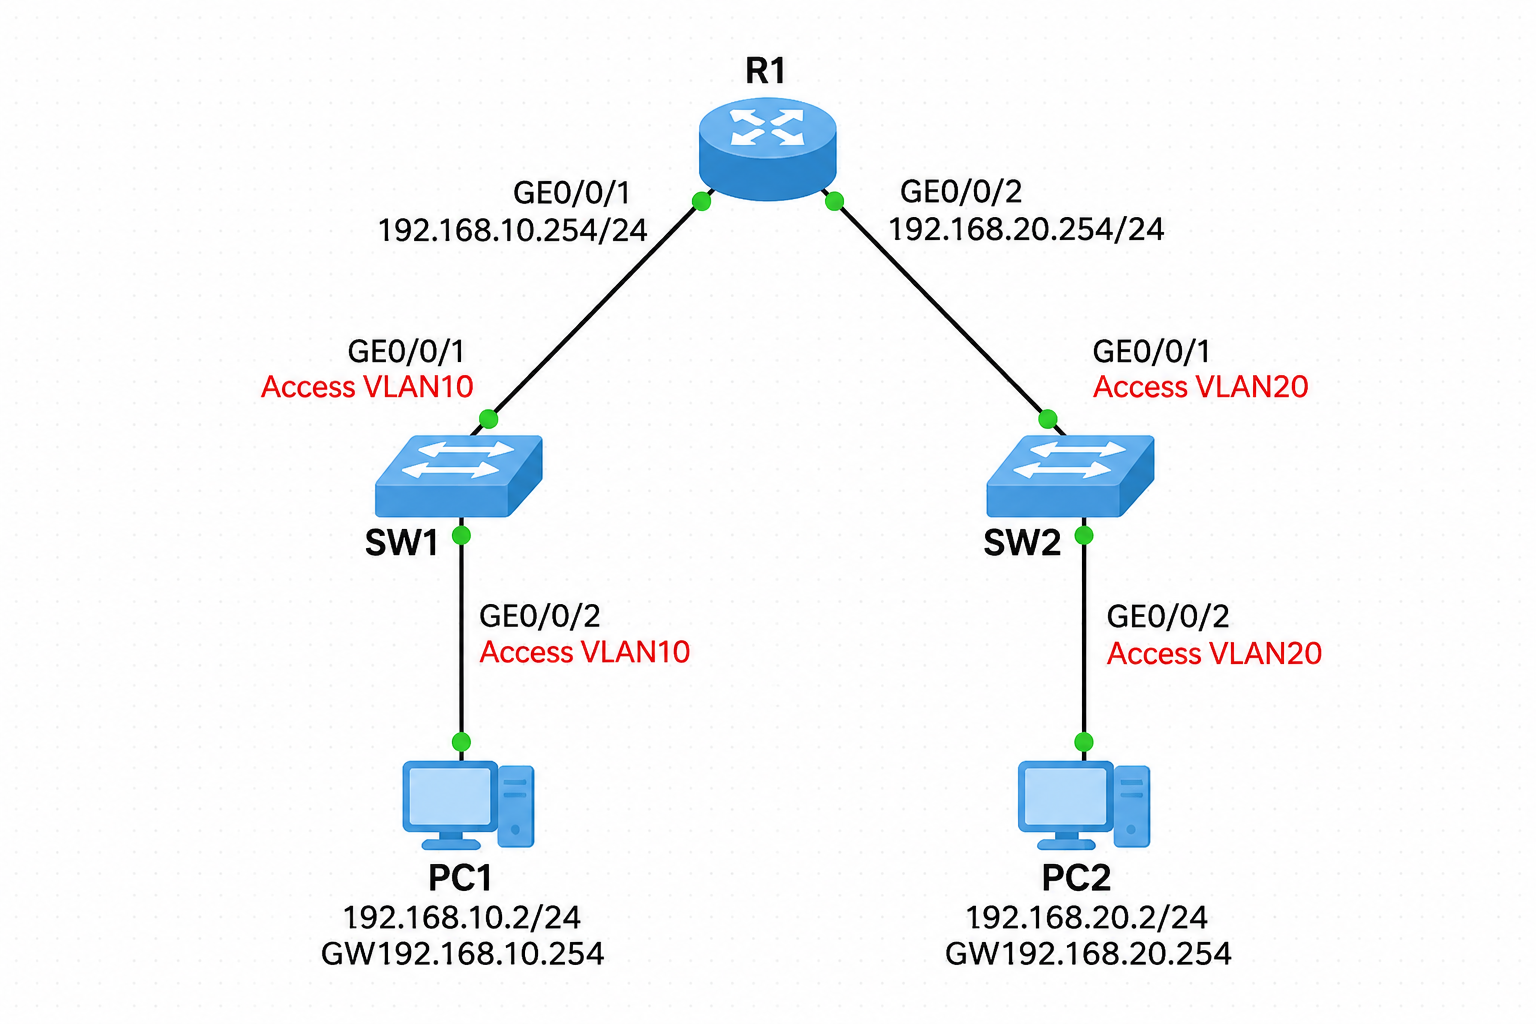 R1
GE0/0/1
192.168.10.254/24
GE0/0/2
192.168.20.254/24
GE0/0/1
Access VLAN10
GE0/0/1
Access VLAN20
SW1
SW2
GE0/0/2
Access VLAN10
GE0/0/2
Access VLAN20
PC1
192.168.10.2/24
GW192.168.10.254
PC2
192.168.20.2/24
GW192.168.20.254